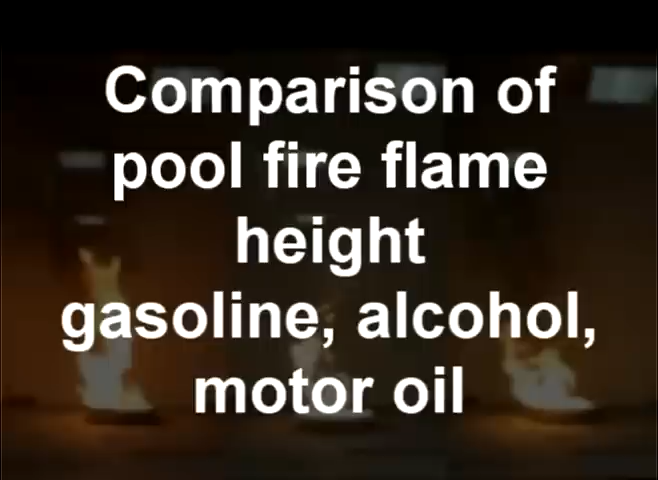 Comparison of
pool fire flame
height
gasoline, alcohol,
motor oil